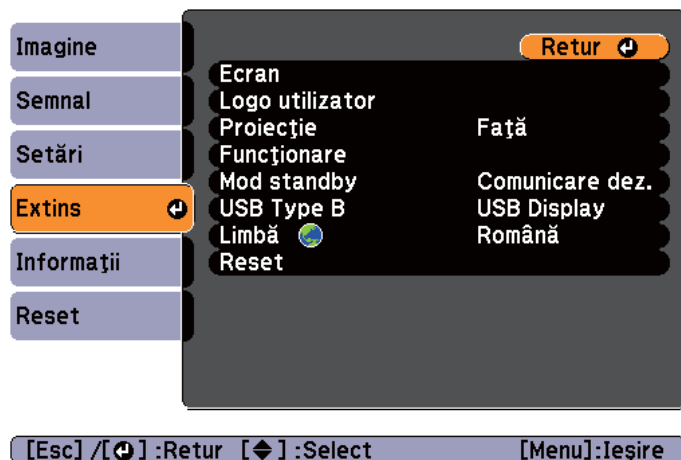 Imagine
Semnal
Setări
Extins
Informaţii
Reset
Retur
Ecran
Logo utilizator
Proiecţie Faţă
Funcţionare
Mod standby Comunicare dez.
USB Type B USB Display
Limbă Română
Reset
[Esc] /[ ] :Retur [ ] :Select [Menu]:Ieşire